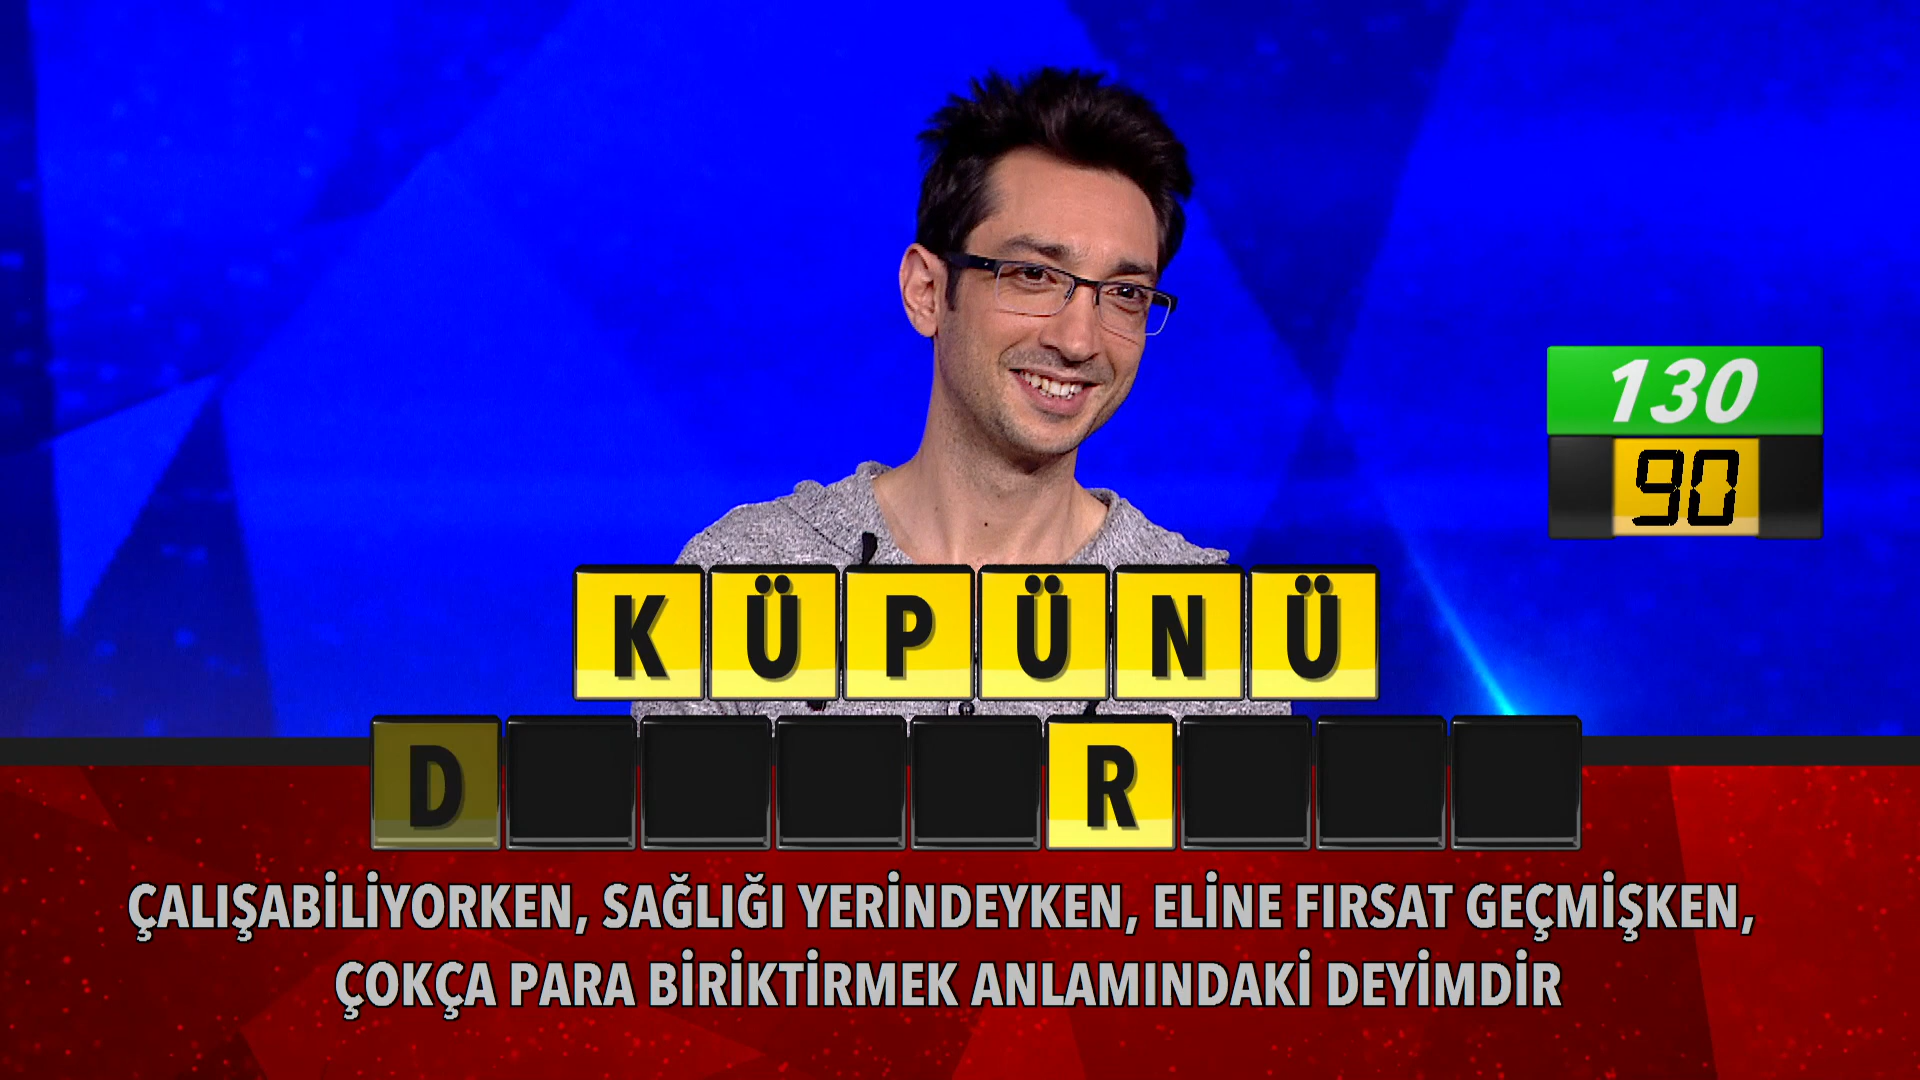 130
90
KÜPÜNÜ
D R
ÇALIŞABİLİYORKEN, SAĞLIĞI YERİNDEYKEN, ELİNE FIRSAT GEÇMİŞKEN,
ÇOKÇA PARA BİRİKTİRMEK ANLAMINDAKİ DEYİMDİR